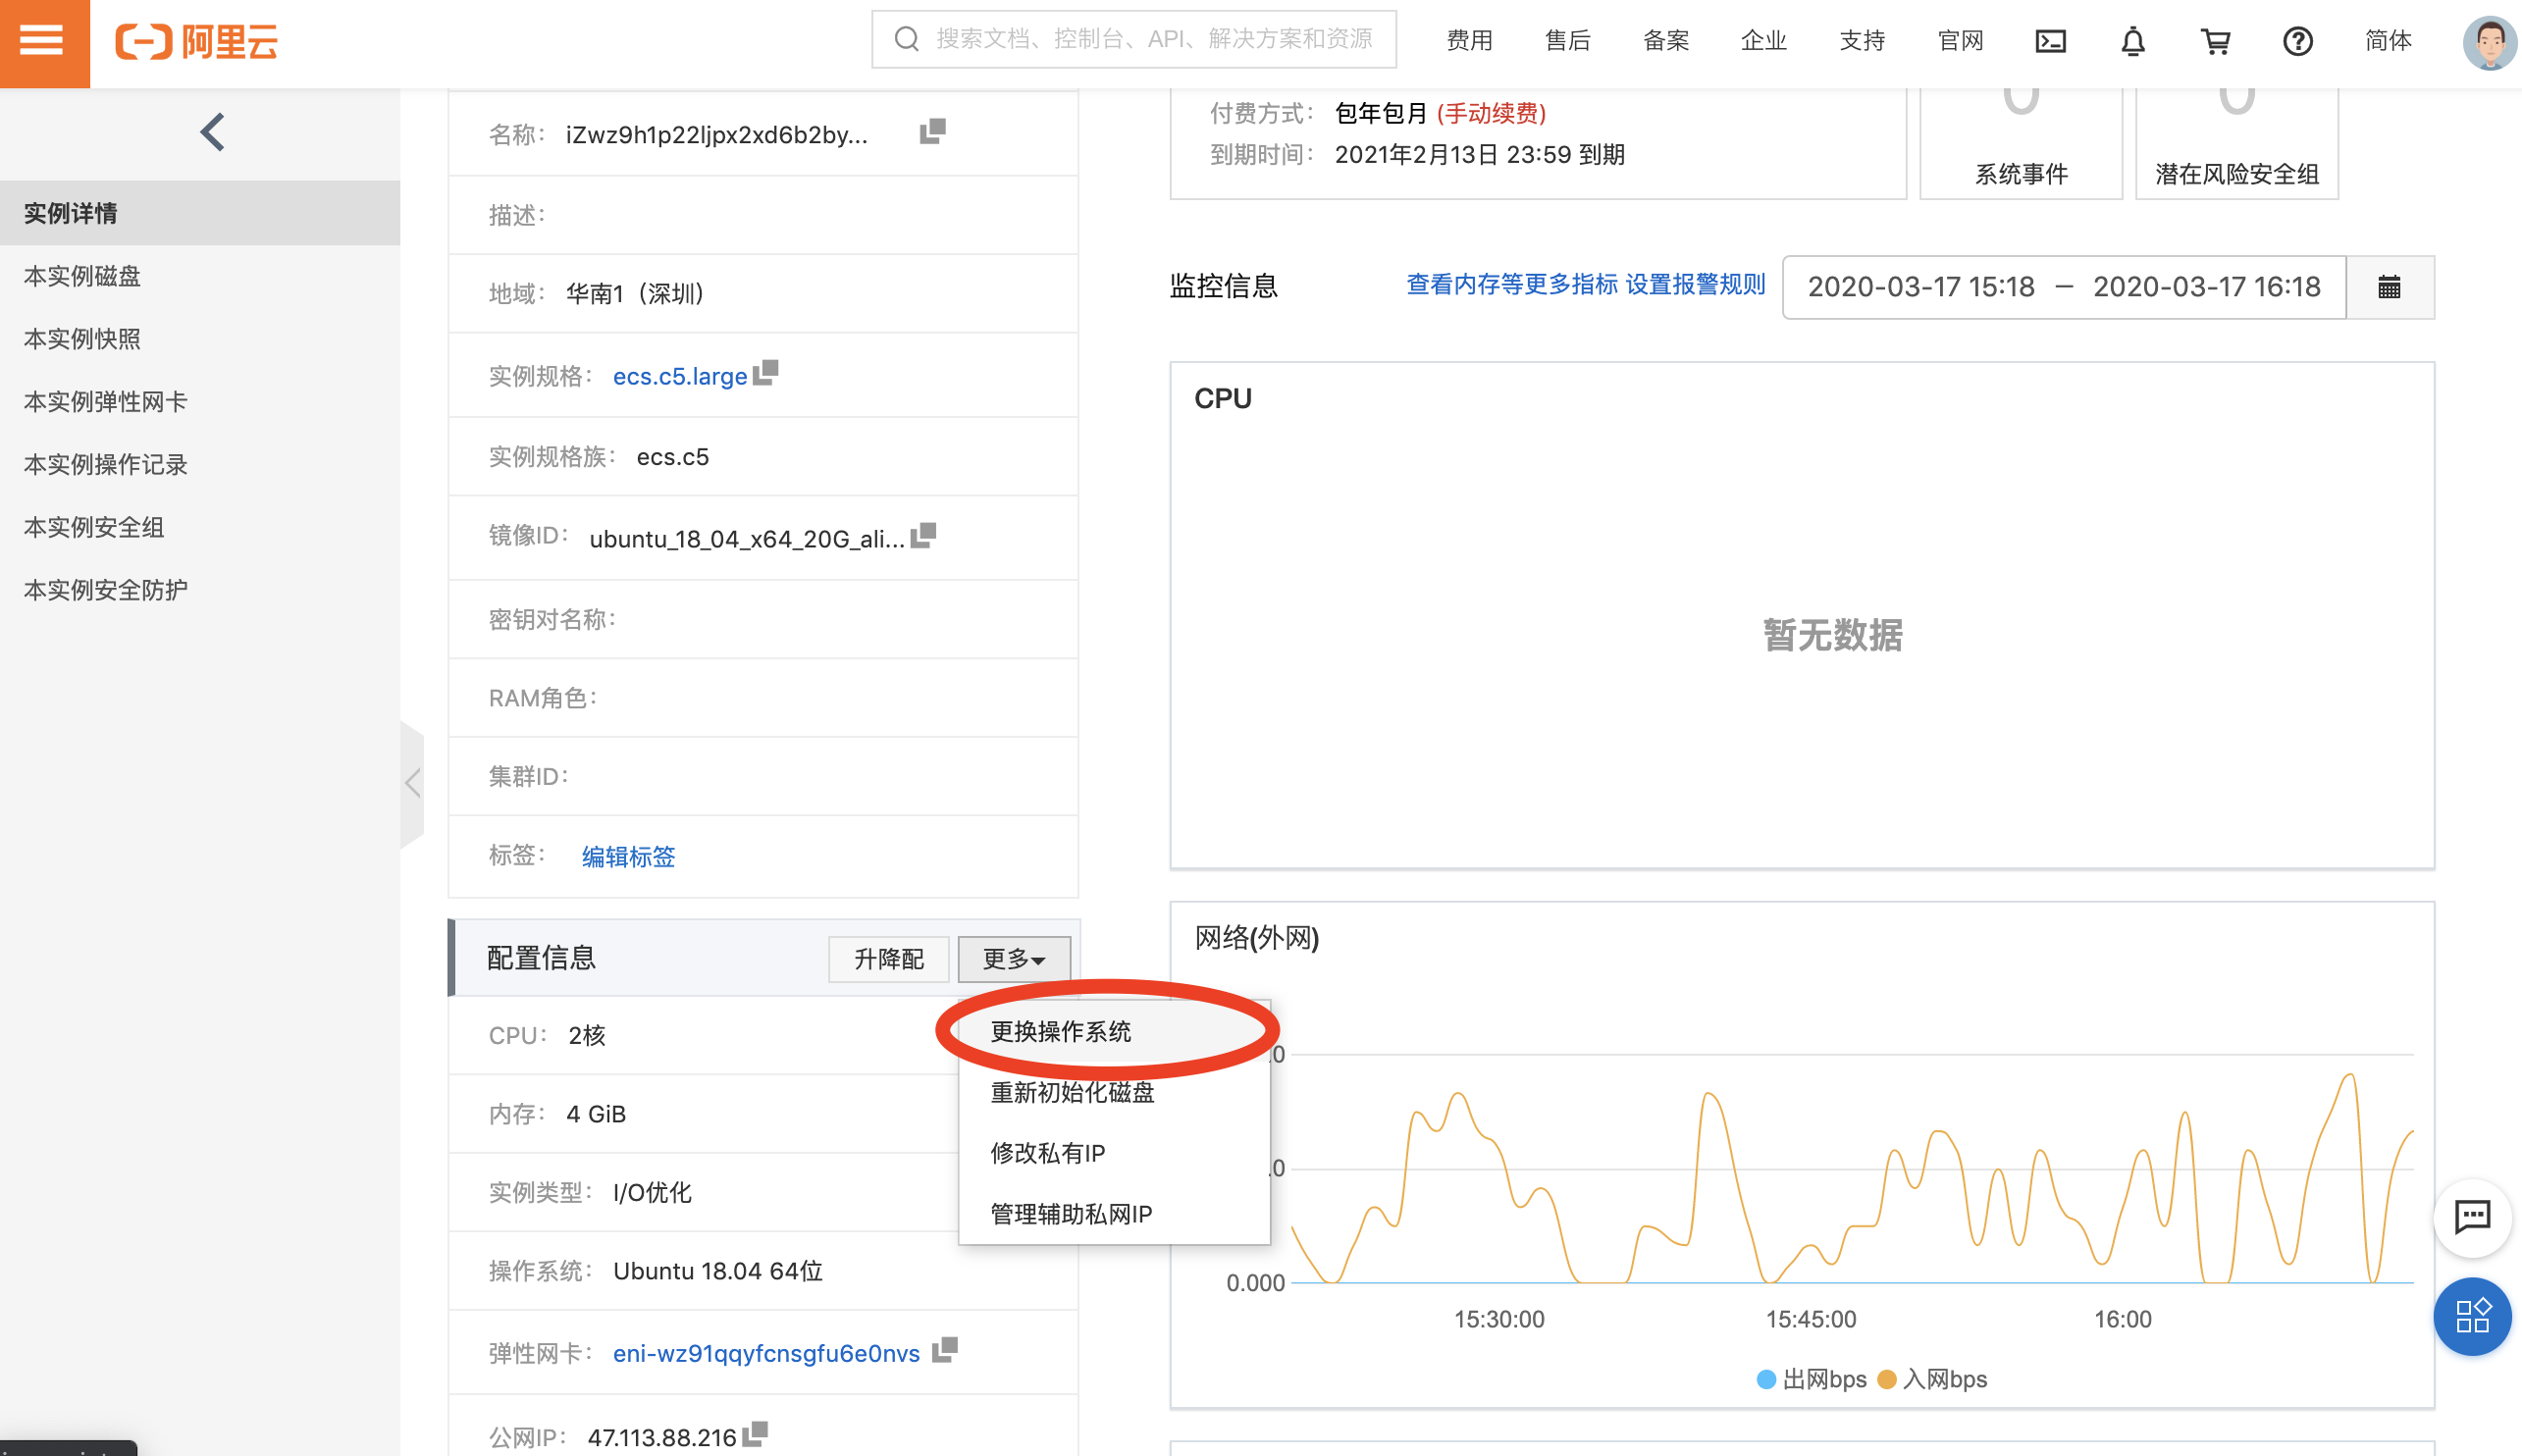 阿里云
搜索文档、控制台、API、解决方案和资源
费用
售后
备案
企业
支持
官网
简体
实例详情
本实例磁盘
本实例快照
本实例弹性网卡
本实例操作记录
本实例安全组
本实例安全防护
名称： iZwz9h1p22ljpx2xd6b2by...
描述：
地域： 华南1（深圳）
实例规格： ecs.c5.large
实例规格族： ecs.c5
镜像ID： ubuntu_18_04_x64_20G_ali...
密钥对名称：
RAM角色：
集群ID：
标签： 编辑标签
配置信息 升降配 更多
更换操作系统
重新初始化磁盘
修改私有IP
管理辅助私网IP
CPU： 2核
内存： 4 GiB
实例类型： I/O优化
操作系统： Ubuntu 18.04 64位
弹性网卡： eni-wz91qqyfcnsgfu6e0nvs
公网IP： 47.113.88.216
付费方式： 包年包月 (手动续费)
到期时间： 2021年2月13日 23:59 到期
系统事件
潜在风险安全组
监控信息 查看内存等更多指标 设置报警规则 2020-03-17 15:18 – 2020-03-17 16:18
CPU
暂无数据
网络(外网)
.0
.0
0.000
15:30:00 15:45:00 16:00
出网bps 入网bps